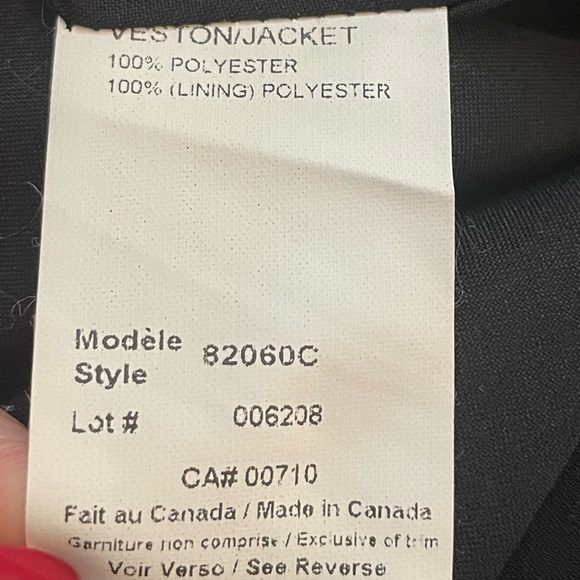 VESTON/JACKET
100% POLYESTER
100% (LINING) POLYESTER
Modèle
Style 82060C
Lot # 006208
CA# 00710
Fait au Canada / Made in Canada
Garniture non comprise / Exclusive of trim
Voir Verso / See Reverse